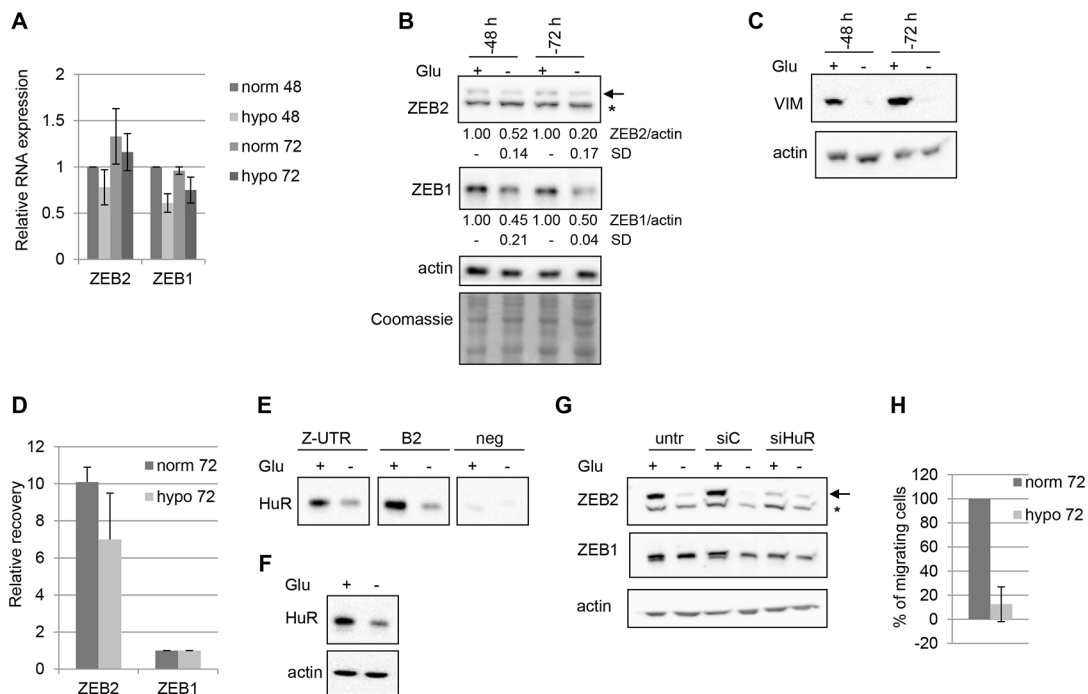 A
Relative RNA expression
2
1.5
1
0.5
0
ZEB2 ZEB1
norm 48
hypo 48
norm 72
hypo 72
B
-48 h -72 h
Glu + - + -
ZEB2 *
1.00 0.52 1.00 0.20 ZEB2/actin
- 0.14 - 0.17 SD
ZEB1
1.00 0.45 1.00 0.50 ZEB1/actin
- 0.21 - 0.04 SD
actin
Coomassie
C
-48 h -72 h
Glu + - + -
VIM
actin
D
Relative recovery
12
10
8
6
4
2
0
ZEB2 ZEB1
norm 72
hypo 72
E
Z-UTR B2 neg
Glu + - + - + -
HuR
F
Glu + -
HuR
actin
G
untr siC siHuR
Glu + - + - + -
ZEB2 *
ZEB1
actin
H
% of migrating cells
120
100
80
60
40
20
0
-20
norm 72
hypo 72